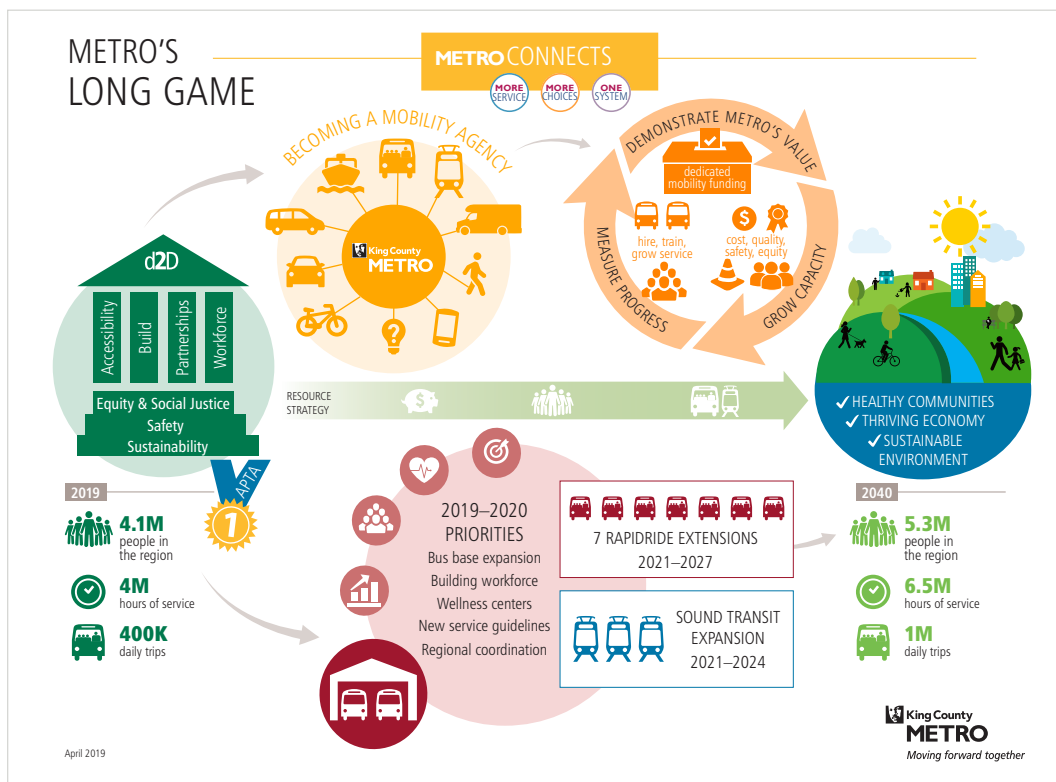 METRO'S
LONG GAME
METRO CONNECTS
MORE
SERVICE
MORE
CHOICES
ONE
SYSTEM
BECOMING A MOBILITY AGENCY
King County
METRO
DEMONSTRATE METRO'S VALUE
GROW CAPACITY
MEASURE PROGRESS
dedicated
mobility funding
hire, train,
grow service
$
cost, quality,
safety, equity
d2D
Accessibility
Build
Partnerships
Workforce
Equity & Social Justice
Safety
Sustainability
APTA
1
RESOURCE
STRATEGY
$
?
HEALTHY COMMUNITIES
THRIVING ECONOMY
SUSTAINABLE
ENVIRONMENT
2019
4.1M
people in
the region
4M
hours of service
400K
daily trips
2019–2020
PRIORITIES
Bus base expansion
Building workforce
Wellness centers
New service guidelines
Regional coordination
7 RAPIDRIDE EXTENSIONS
2021–2027
SOUND TRANSIT
EXPANSION
2021–2024
2040
5.3M
people in
the region
6.5M
hours of service
1M
daily trips
April 2019
King County
METRO
Moving forward together